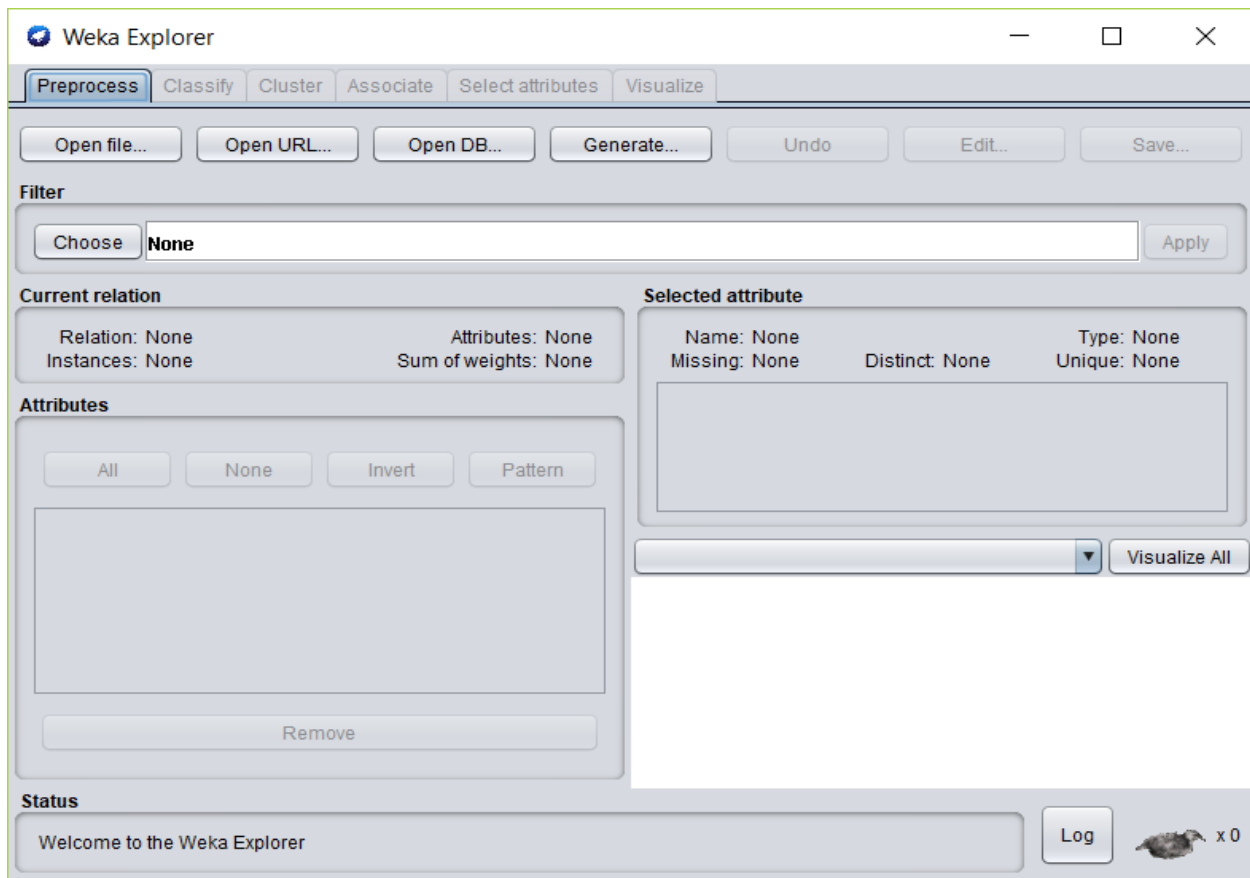 Weka Explorer
Preprocess Classify Cluster Associate Select attributes Visualize
Open file... Open URL... Open DB... Generate... Undo Edit... Save...
Filter
Choose None Apply
Current relation
Relation: None Attributes: None
Instances: None Sum of weights: None
Selected attribute
Name: None Type: None
Missing: None Distinct: None Unique: None
Attributes
All None Invert Pattern
Remove
Visualize All
Status
Welcome to the Weka Explorer
Log x 0